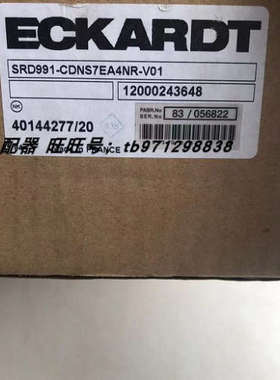 ECKARDT
SRD991-CDNS7EA4NR-V01
12000243648
NK
40144277/20
FABR.No
SER.No
83 / 056822
配器 旺旺号: tb971298838
FRANCE